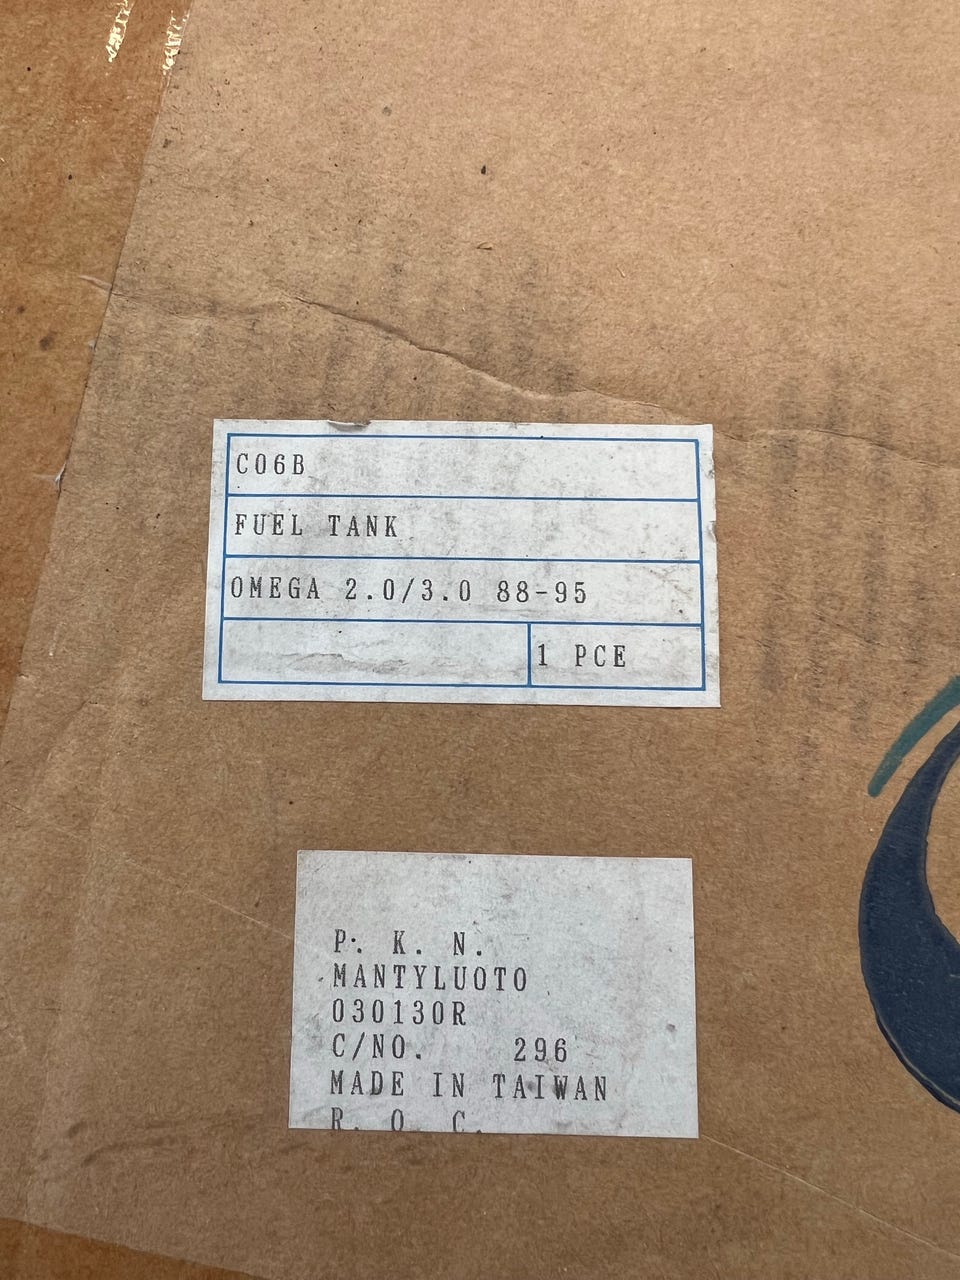 C06B
FUEL TANK
OMEGA 2.0/3.0 88-95
1 PCE
P. K. N.
MANTYLUOTO
030130R
C/NO. 296
MADE IN TAIWAN
R. O. C.